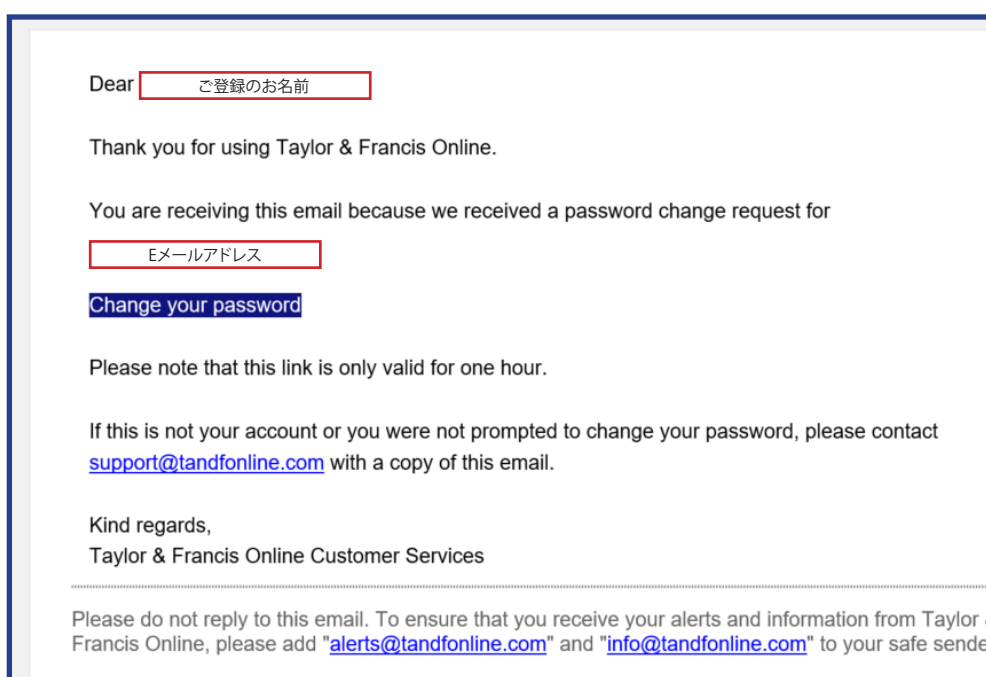 Dear ご登録のお名前
Thank you for using Taylor & Francis Online.
You are receiving this email because we received a password change request for
Eメールアドレス
Change your password
Please note that this link is only valid for one hour.
If this is not your account or you were not prompted to change your password, please contact
support@tandfonline.com with a copy of this email.
Kind regards,
Taylor & Francis Online Customer Services
Please do not reply to this email. To ensure that you receive your alerts and information from Taylor
Francis Online, please add "alerts@tandfonline.com" and "info@tandfonline.com" to your safe